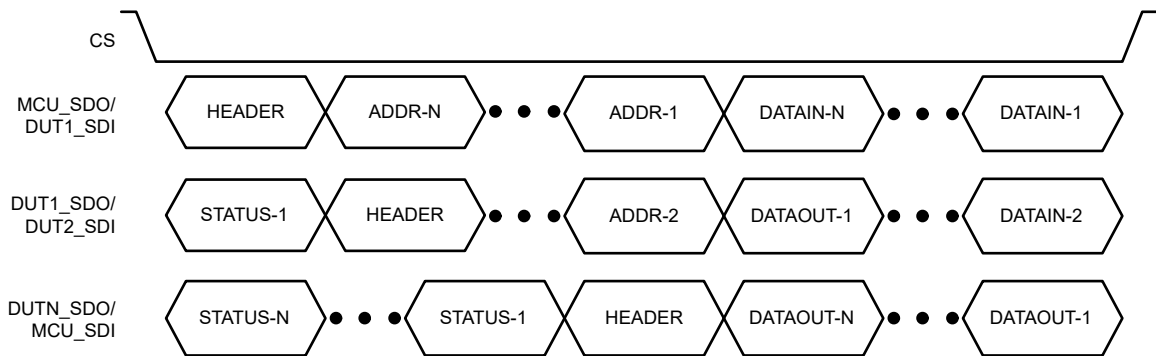 CS
MCU_SDO/
DUT1_SDI
HEADER ADDR-N ADDR-1 DATAIN-N DATAIN-1
DUT1_SDO/
DUT2_SDI
STATUS-1 HEADER ADDR-2 DATAOUT-1 DATAIN-2
DUTN_SDO/
MCU_SDI
STATUS-N STATUS-1 HEADER DATAOUT-N DATAOUT-1